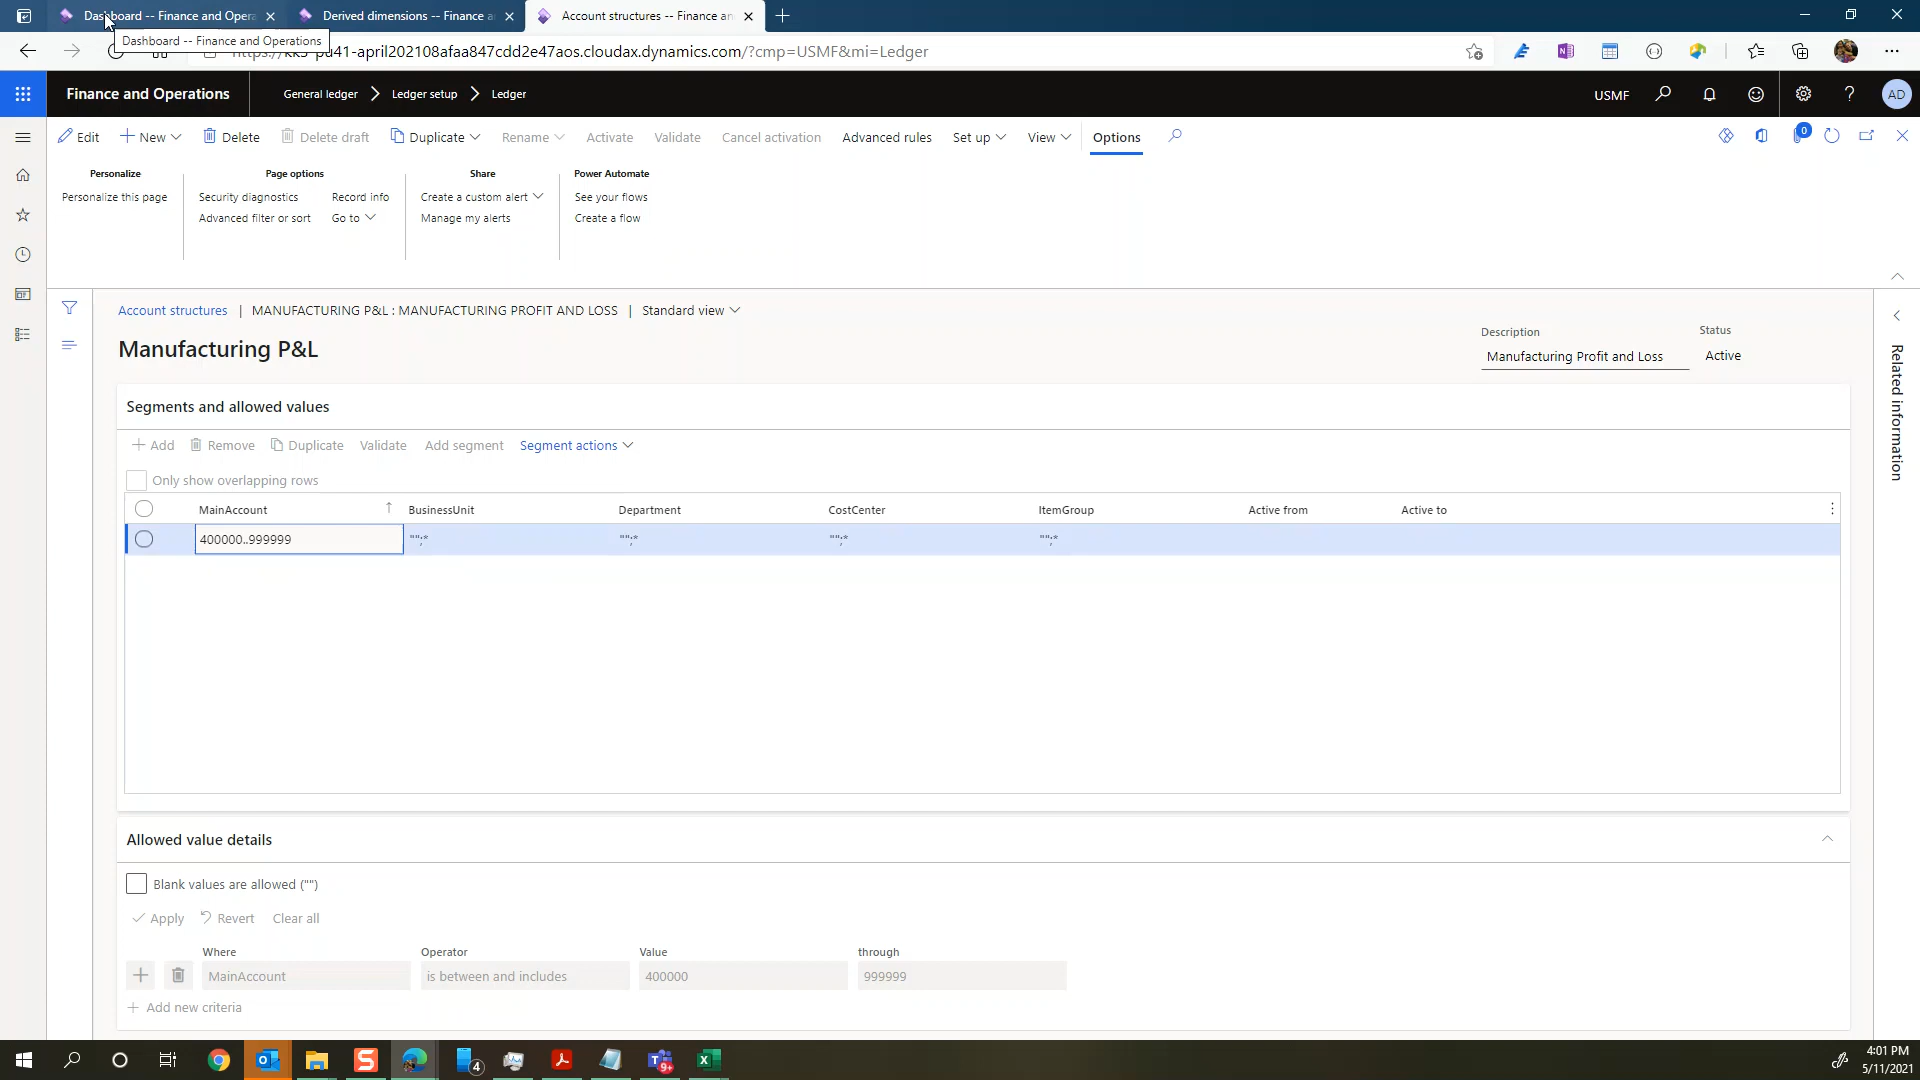 Dashboard -- Finance and Opera
Derived dimensions -- Finance a
Account structures -- Finance an
Dashboard -- Finance and Operations
april202108afaa847cdd2e47aos.cloudax.dynamics.com/?cmp=USMF&mi=Ledger
Finance and Operations
General ledger
Ledger setup
Ledger
USMF
AD
Edit
New
Delete
Delete draft
Duplicate
Rename
Activate
Validate
Cancel activation
Advanced rules
Set up
View
Options
0
Personalize
Personalize this page
Page options
Security diagnostics
Record info
Advanced filter or sort
Go to
Share
Create a custom alert
Manage my alerts
Power Automate
See your flows
Create a flow
Account structures | MANUFACTURING P&L : MANUFACTURING PROFIT AND LOSS | Standard view
Manufacturing P&L
Description
Manufacturing Profit and Loss
Status
Active
Related information
Segments and allowed values
Add
Remove
Duplicate
Validate
Add segment
Segment actions
Only show overlapping rows
MainAccount
BusinessUnit
Department
CostCenter
ItemGroup
Active from
Active to
400000..999999
"";*
"";*
"";*
"";*
Allowed value details
Blank values are allowed ("")
Apply
Revert
Clear all
Where
Operator
Value
through
MainAccount
is between and includes
400000
999999
Add new criteria
4
9+
4:01 PM
5/11/2021